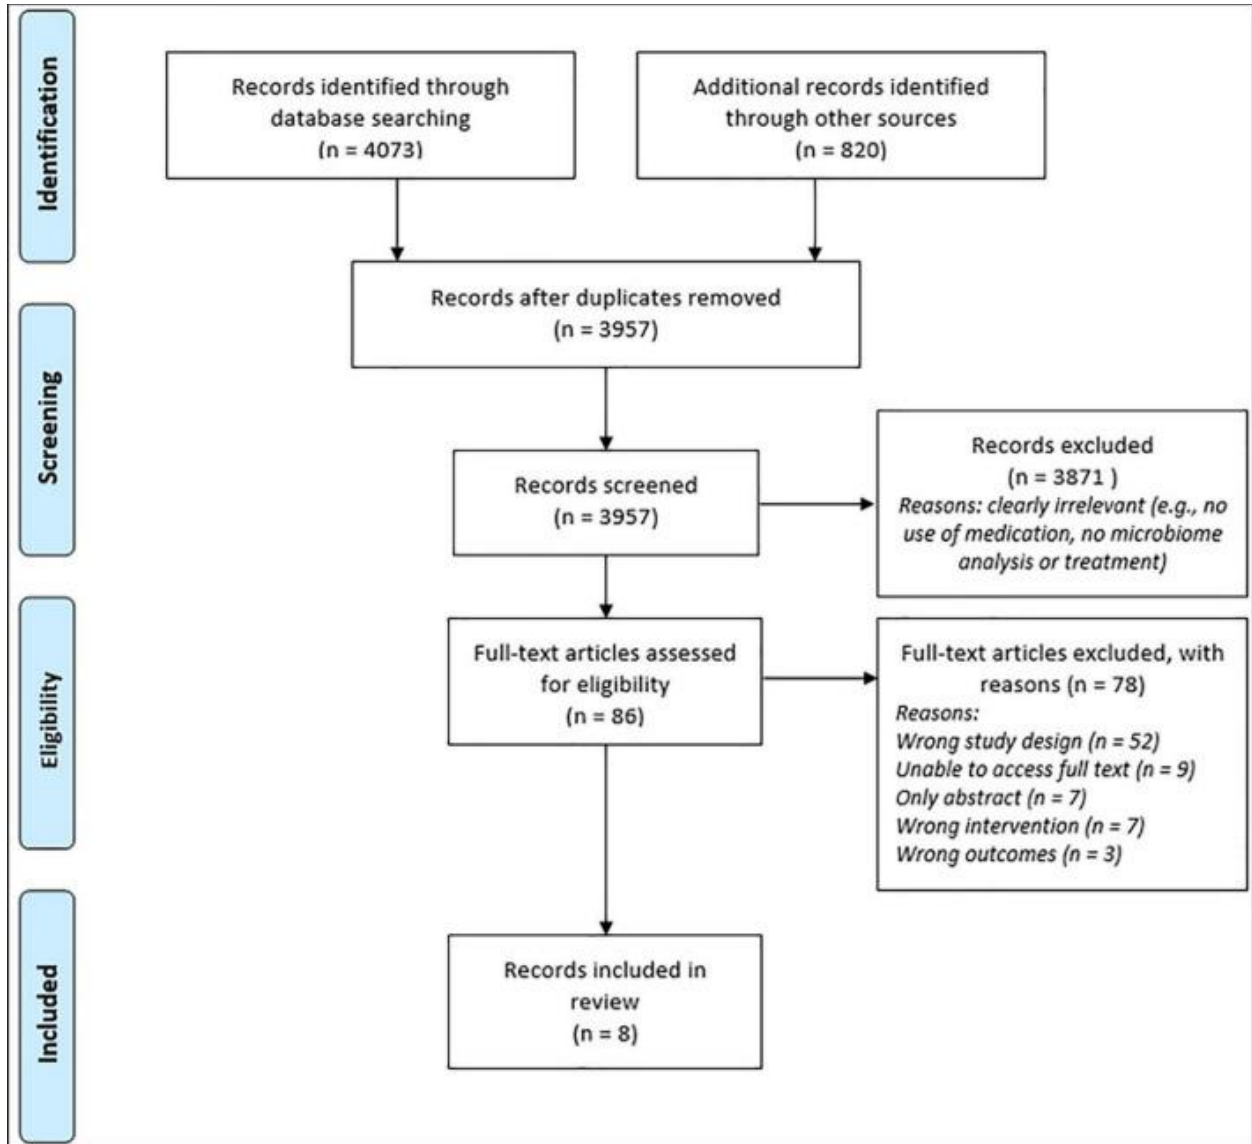 Identification
Records identified through
database searching
(n = 4073)
Additional records identified
through other sources
(n = 820)
Records after duplicates removed
(n = 3957)
Screening
Records screened
(n = 3957)
Records excluded
(n = 3871 )
Reasons: clearly irrelevant (e.g., no
use of medication, no microbiome
analysis or treatment)
Eligibility
Full-text articles assessed
for eligibility
(n = 86)
Full-text articles excluded, with
reasons (n = 78)
Reasons:
Wrong study design (n = 52)
Unable to access full text (n = 9)
Only abstract (n = 7)
Wrong intervention (n = 7)
Wrong outcomes (n = 3)
Included
Records included in
review
(n = 8)